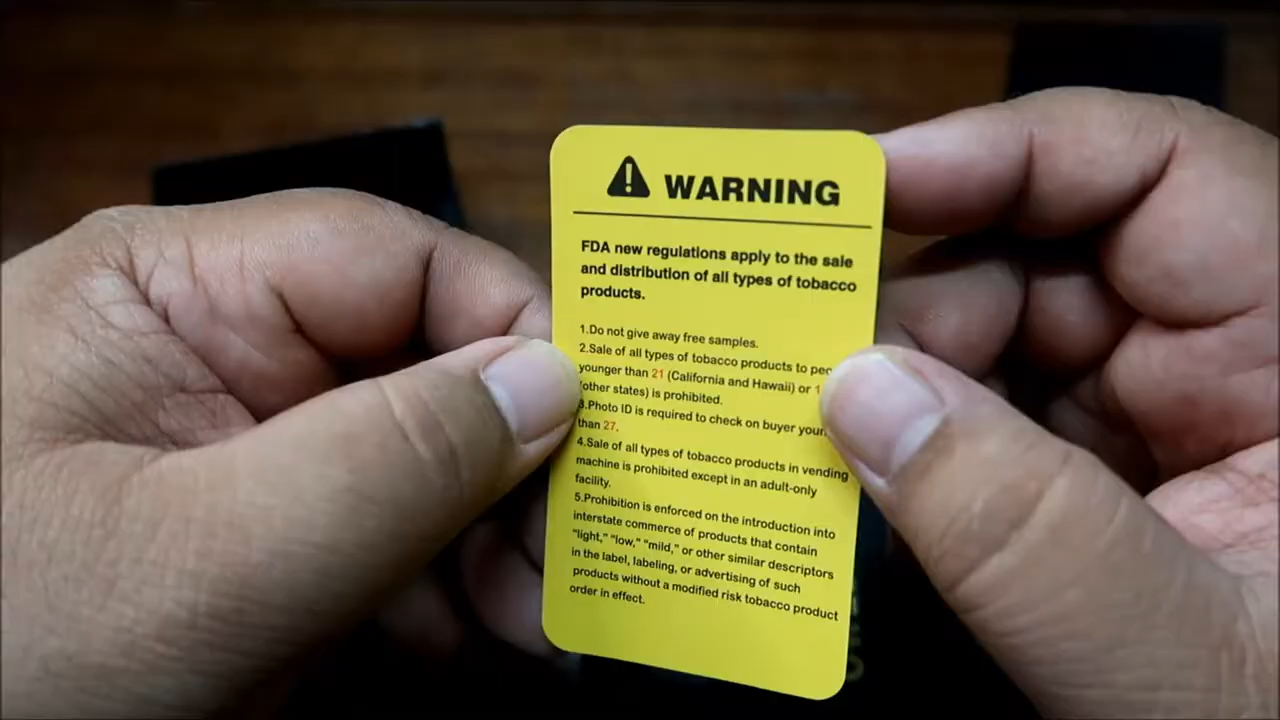 WARNING
FDA new regulations apply to the sale
and distribution of all types of tobacco
products.
1.Do not give away free samples.
2.Sale of all types of tobacco products to
younger than 21 (California and Hawaii) or
(other states) is prohibited.
3.Photo ID is required to check on buyer
than 27.
4.Sale of all types of tobacco products in vending
machine is prohibited except in an adult-only
facility.
5.Prohibition is enforced on the introduction into
interstate commerce of products that contain
“light,” “low,” “mild,” or other similar descriptors
in the label, labeling, or advertising of such
products without a modified risk tobacco product
order in effect.